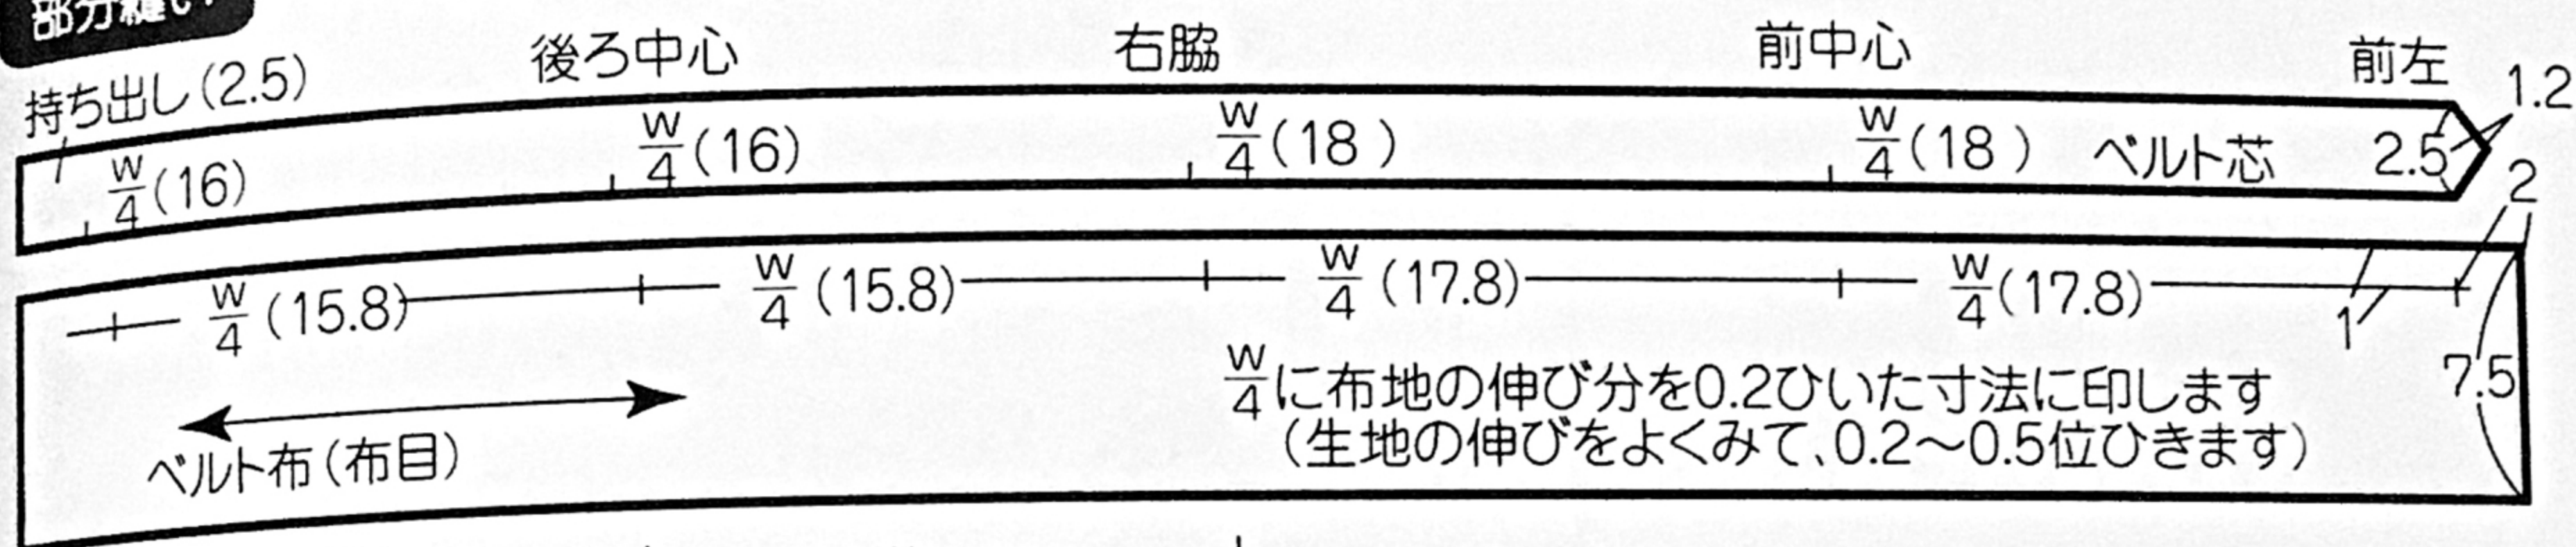 部分縫い
持ち出し(2.5)
後ろ中心
右脇
前中心
前左
1.2
W/4(16)
W/4(16)
W/4(18)
W/4(18)
ベルト芯
2.5
2
W/4(15.8)
W/4(15.8)
W/4(17.8)
W/4(17.8)
1
7.5
W/4に布地の伸び分を0.2ひいた寸法に印します
(生地の伸びをよくみて、0.2〜0.5位ひきます)
ベルト布(布目)